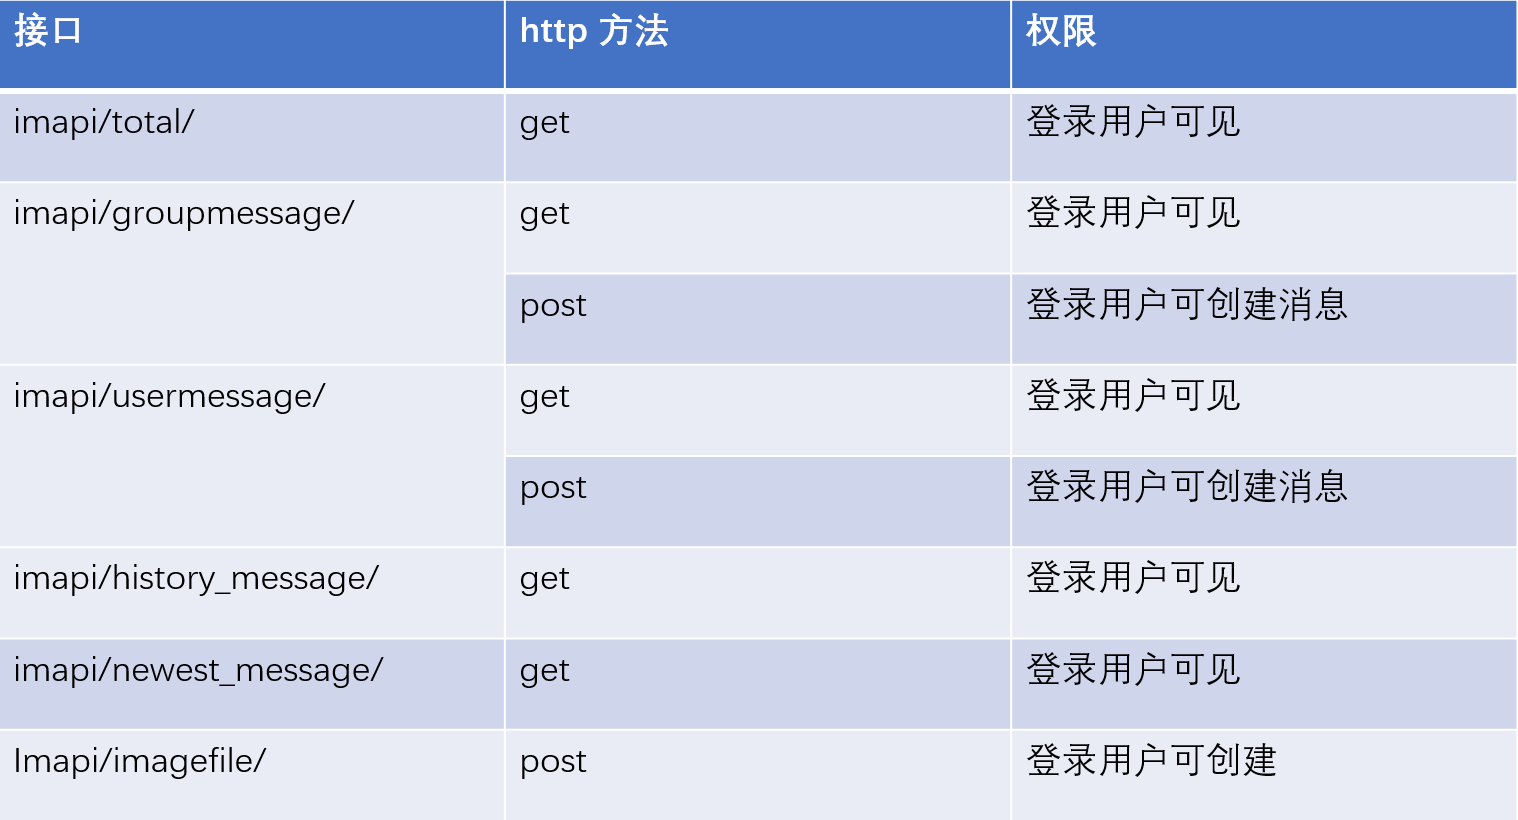 接口 http 方法 权限
imapi/total/ get 登录用户可见
imapi/groupmessage/ get 登录用户可见
post 登录用户可创建消息
imapi/usermessage/ get 登录用户可见
post 登录用户可创建消息
imapi/history_message/ get 登录用户可见
imapi/newest_message/ get 登录用户可见
Imapi/imagefile/ post 登录用户可创建